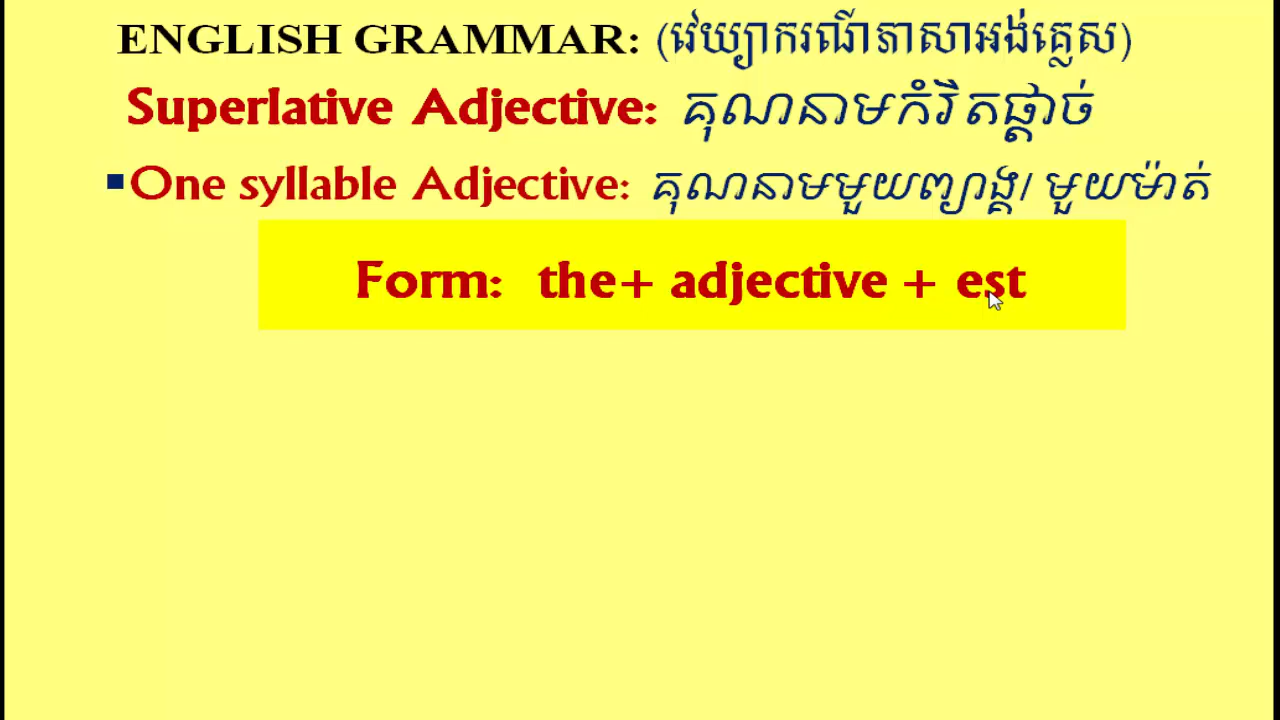 ENGLISH GRAMMAR: (វេយ្យាករណ៍ភាសាអង់គ្លេស)
Superlative Adjective: គុណនាមកំរិតផ្តាច់
▪One syllable Adjective: គុណនាមមួយព្យាង្គ/ មួយម៉ាត់
Form: the+ adjective + est